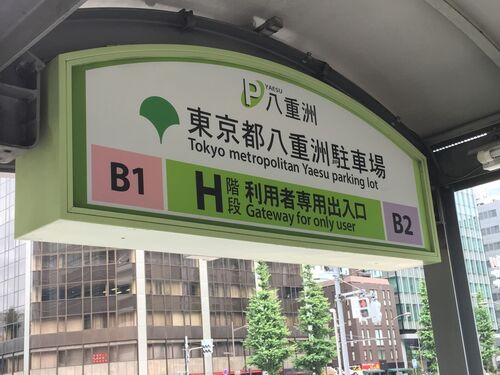 P YAESU
八重洲
東京都八重洲駐車場
Tokyo metropolitan Yaesu parking lot
B1
H階段 利用者専用出入口
Gateway for only user
B2